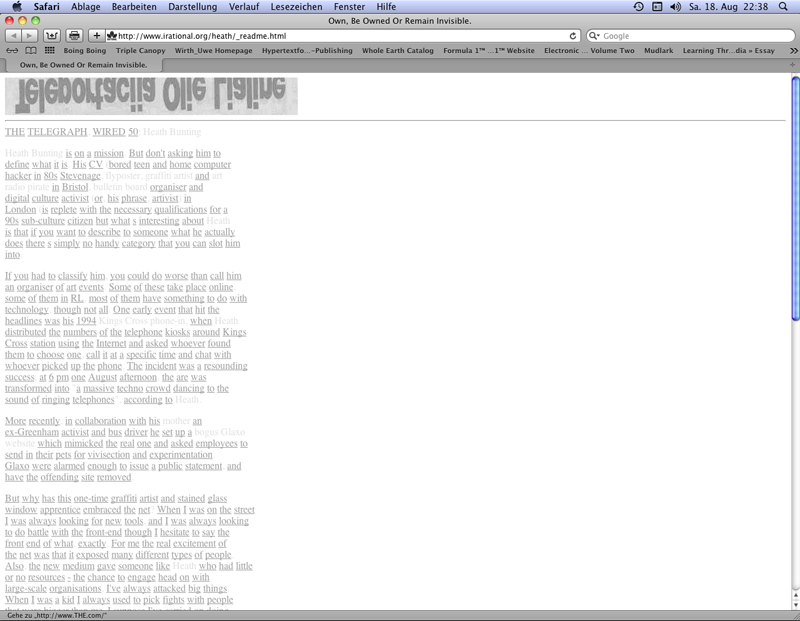 Safari Ablage Bearbeiten Darstellung Verlauf Lesezeichen Fenster Hilfe Sa. 18. Aug 22:38
Own, Be Owned Or Remain Invisible.
http://www.irational.org/heath/_readme.html Google
Boing Boing Triple Canopy Wirth_Uwe Homepage Hypertextfo...-Publishing Whole Earth Catalog Formula 1™ ...1™ Website Electronic ... Volume Two Mudlark Learning Thr...dia » Essay
Own, Be Owned Or Remain Invisible.
Teleportacija Olie Lialine
THE TELEGRAPH, WIRED 50: Heath Bunting
Heath Bunting is on a mission. But don't asking him to
define what it is. His CV (bored teen and home computer
hacker in 80s Stevenage, flyposter, graffiti artist and art
radio pirate in Bristol, bulletin board organiser and
digital culture activist (or, his phrase, artivist) in
London) is replete with the necessary qualifications for a
90s sub-culture citizen but what s interesting about Heath
is that if you want to describe to someone what he actually
does there s simply no handy category that you can slot him
into.
If you had to classify him, you could do worse than call him
an organiser of art events. Some of these take place online,
some of them in RL, most of them have something to do with
technology, though not all. One early event that hit the
headlines was his 1994 Kings Cross phone-in, when Heath
distributed the numbers of the telephone kiosks around Kings
Cross station using the Internet and asked whoever found
them to choose one, call it at a specific time and chat with
whoever picked up the phone. The incident was a resounding
success: at 6 pm one August afternoon, the are was
transformed into "a massive techno crowd dancing to the
sound of ringing telephones", according to Heath.
More recently, in collaboration with his mother an
ex-Greenham activist and bus driver he set up a bogus Glaxo
website which mimicked the real one and asked employees to
send in their pets for vivisection and experimentation.
Glaxo were alarmed enough to issue a public statement, and
have the offending site removed.
But why has this one-time graffiti artist and stained glass
window apprentice embraced the net? When I was on the street
I was always looking for new tools, and I was always looking
to do battle with the front-end though I hesitate to say the
front end of what, exactly. For me the real excitement of
the net was that it exposed many different types of people.
Also, the new medium gave someone like Heath who had little
or no resources - the chance to engage head on with
large-scale organisations. I've always attacked big things.
When I was a kid I always used to pick fights with people
Gehe zu „http://www.THE.com/"